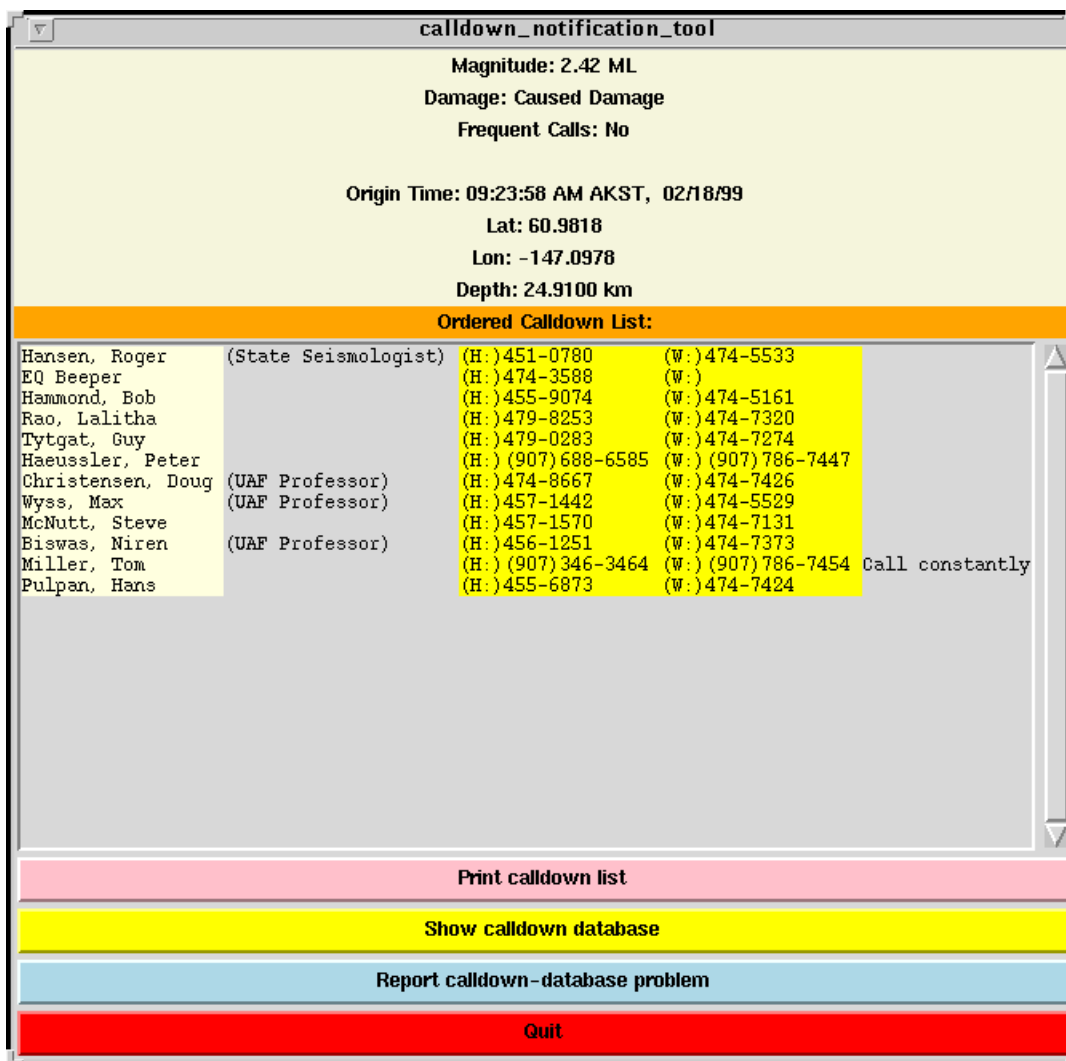 calldown_notification_tool
Magnitude: 2.42 ML
Damage: Caused Damage
Frequent Calls: No
Origin Time: 09:23:58 AM AKST, 02/18/99
Lat: 60.9818
Lon: -147.0978
Depth: 24.9100 km
Ordered Calldown List:
Hansen, Roger (State Seismologist) (H:)451-0780 (W:)474-5533
EQ Beeper (H:)474-3588 (W:)
Hammond, Bob (H:)455-9074 (W:)474-5161
Rao, Lalitha (H:)479-8253 (W:)474-7320
Tytgat, Guy (H:)479-0283 (W:)474-7274
Haeussler, Peter (H:)(907)688-6585 (W:)(907)786-7447
Christensen, Doug (UAF Professor) (H:)474-8667 (W:)474-7426
Wyss, Max (UAF Professor) (H:)457-1442 (W:)474-5529
McNutt, Steve (H:)457-1570 (W:)474-7131
Biswas, Niren (UAF Professor) (H:)456-1251 (W:)474-7373
Miller, Tom (H:)(907)346-3464 (W:)(907)786-7454 Call constantly
Pulpan, Hans (H:)455-6873 (W:)474-7424
Print calldown list
Show calldown database
Report calldown-database problem
Quit